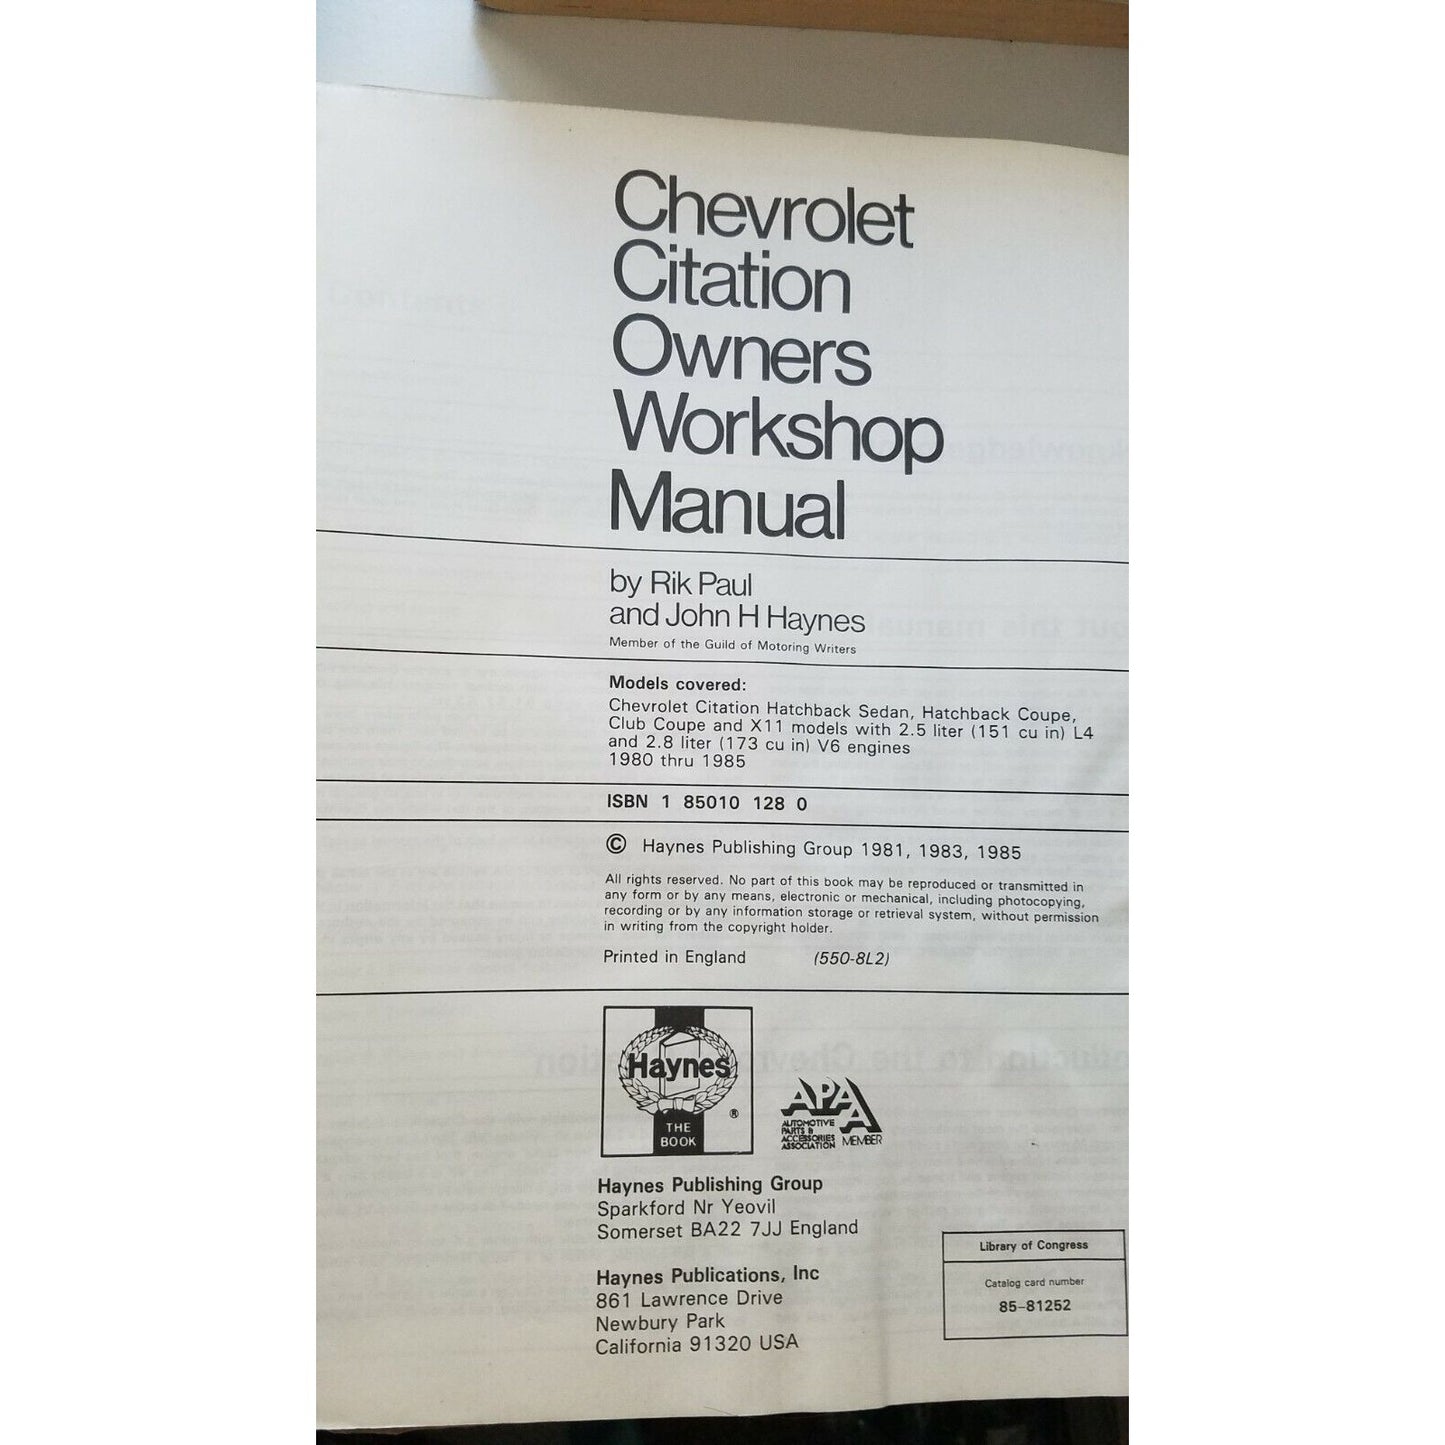 Chevrolet
Citation
Owners
Workshop
Manual
by Rik Paul
and John H Haynes
Member of the Guild of Motoring Writers
Models covered:
Chevrolet Citation Hatchback Sedan, Hatchback Coupe,
Club Coupe and X11 models with 2.5 liter (151 cu in) L4
and 2.8 liter (173 cu in) V6 engines
1980 thru 1985
ISBN 1 85010 128 0
© Haynes Publishing Group 1981, 1983, 1985
All rights reserved. No part of this book may be reproduced or transmitted in
any form or by any means, electronic or mechanical, including photocopying,
recording or by any information storage or retrieval system, without permission
in writing from the copyright holder.
Printed in England (550-8L2)
Haynes
®
THE
BOOK
APAA
AUTOMOTIVE
PARTS &
ACCESSORIES
ASSOCIATION MEMBER
Haynes Publishing Group
Sparkford Nr Yeovil
Somerset BA22 7JJ England
Haynes Publications, Inc
861 Lawrence Drive
Newbury Park
California 91320 USA
Library of Congress
Catalog card number
85-81252